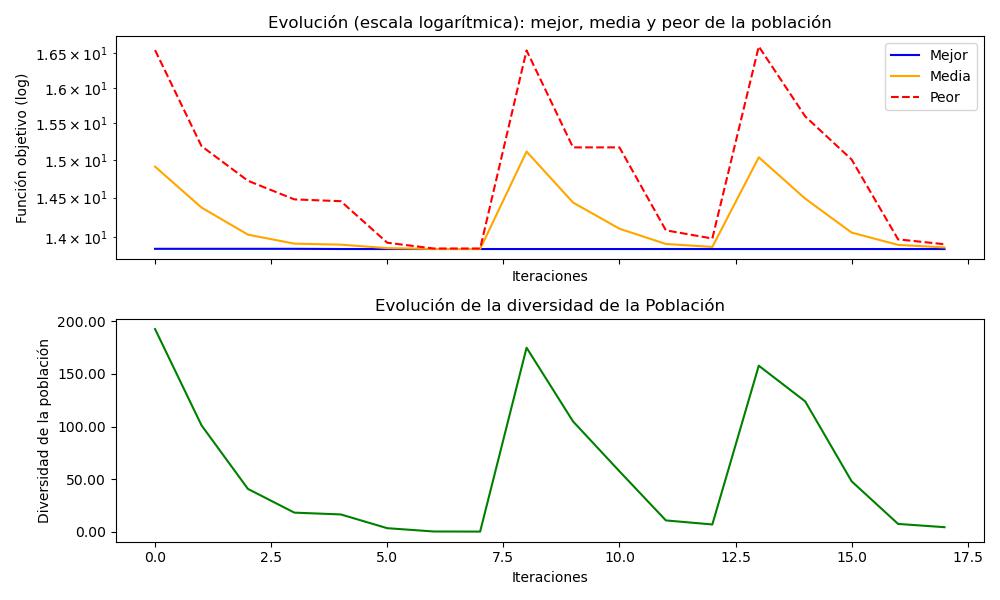 Evolución (escala logarítmica): mejor, media y peor de la población
Función objetivo (log)
1.65 × 10¹
1.6 × 10¹
1.55 × 10¹
1.5 × 10¹
1.45 × 10¹
1.4 × 10¹
Mejor
Media
Peor
Iteraciones
Evolución de la diversidad de la Población
Diversidad de la población
200.00
150.00
100.00
50.00
0.00
0.0 2.5 5.0 7.5 10.0 12.5 15.0 17.5
Iteraciones